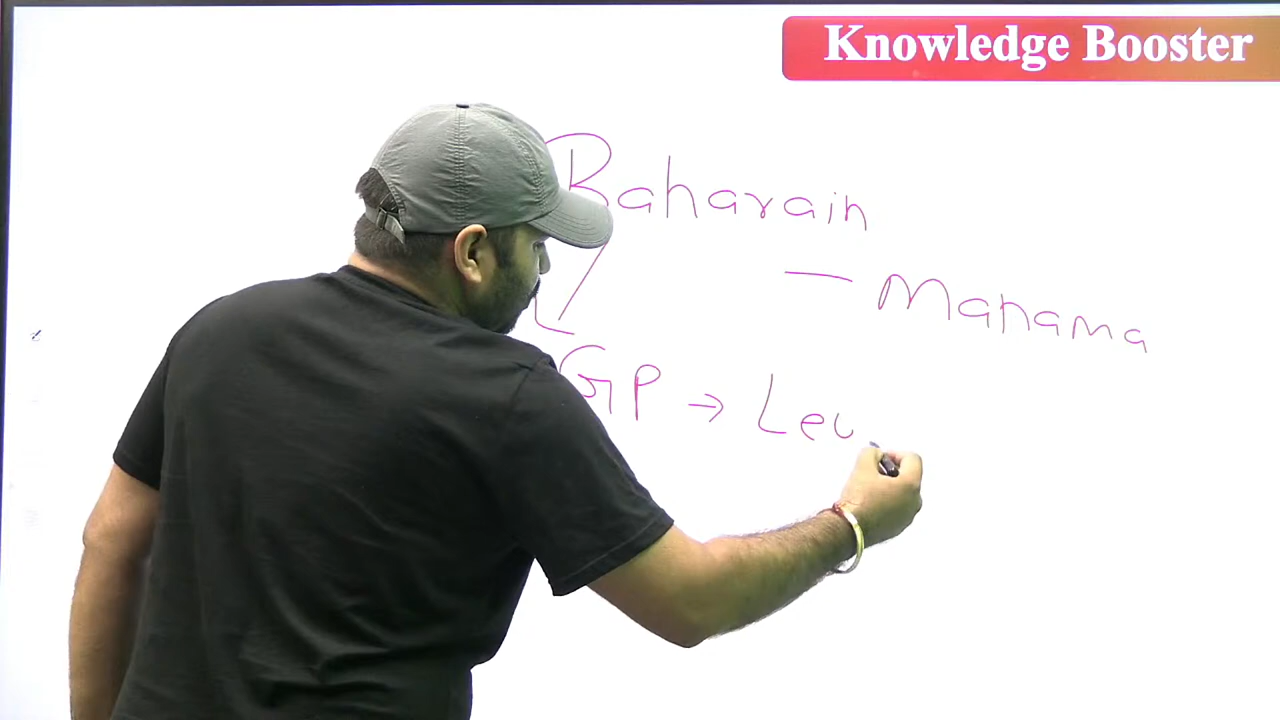 Knowledge Booster
Baharain
— Manama
GP → Leu